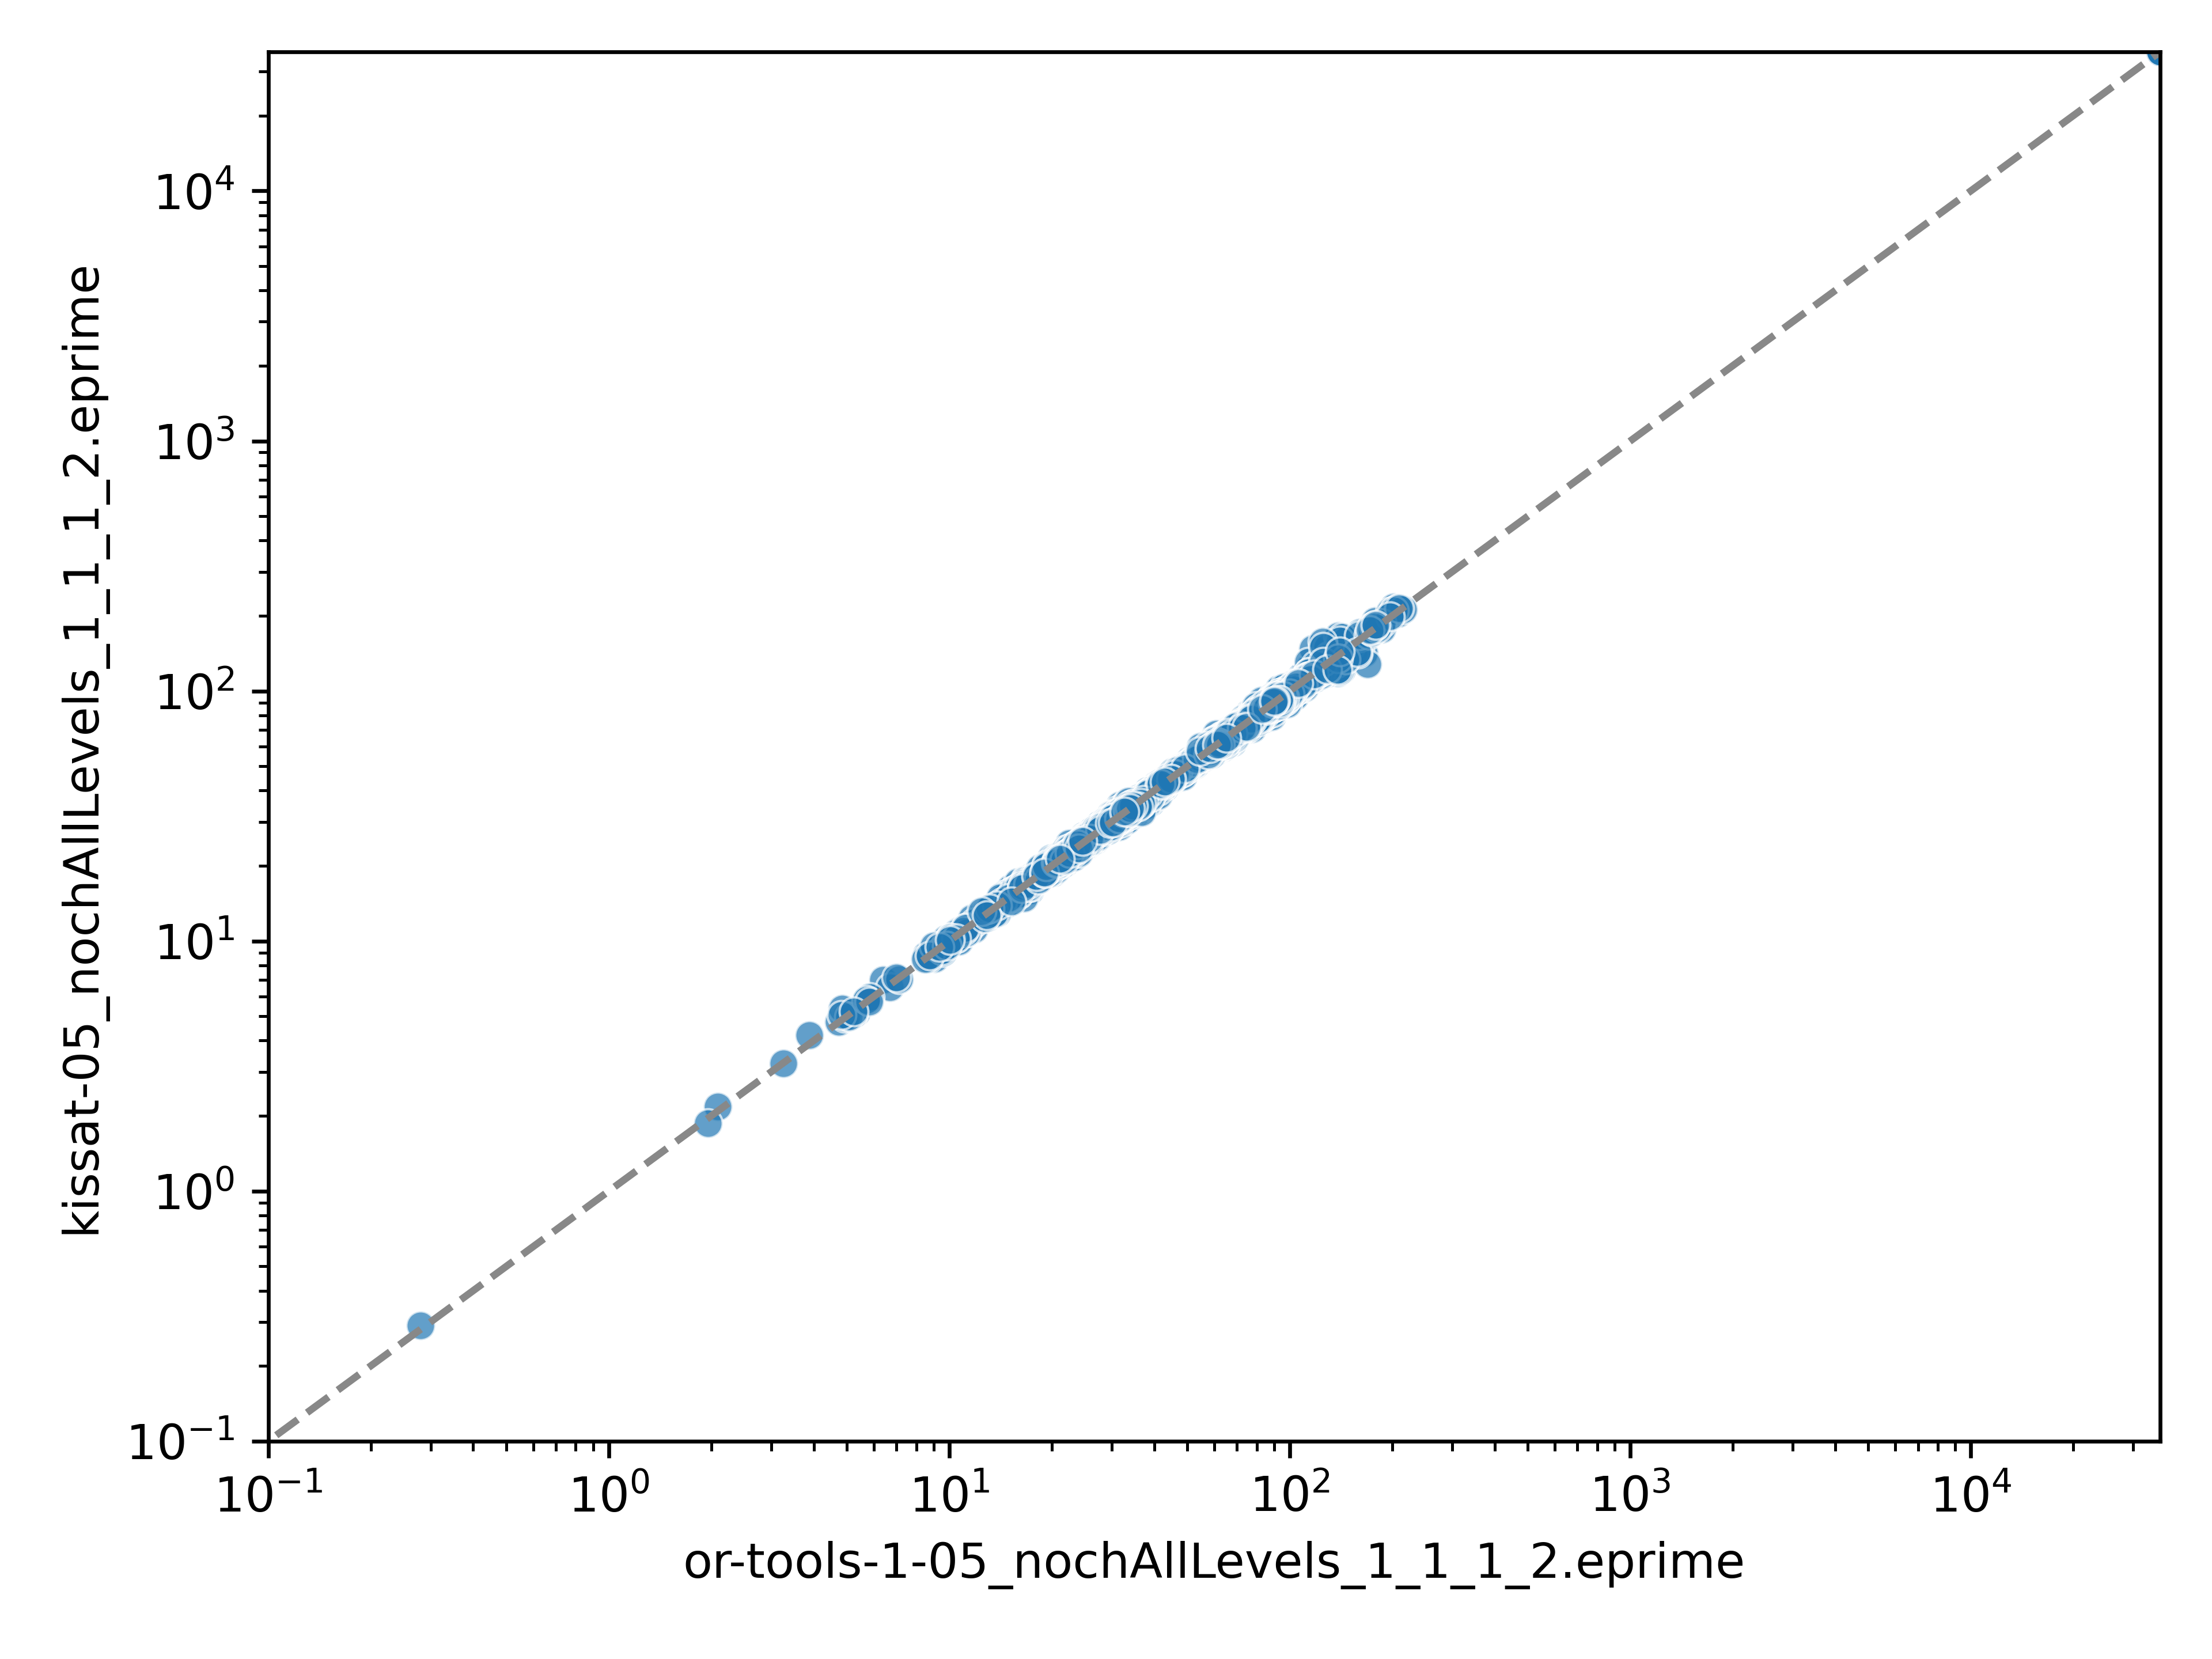 kissat-05_nochAllLevels_1_1_1_2.eprime
10⁴
10³
10²
10¹
10⁰
10⁻¹
10⁻¹ 10⁰ 10¹ 10² 10³ 10⁴
or-tools-1-05_nochAllLevels_1_1_1_2.eprime